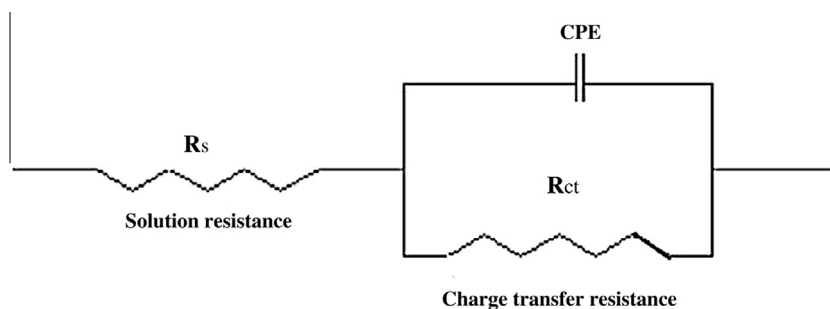 CPE
Rs
Rct
Solution resistance
Charge transfer resistance